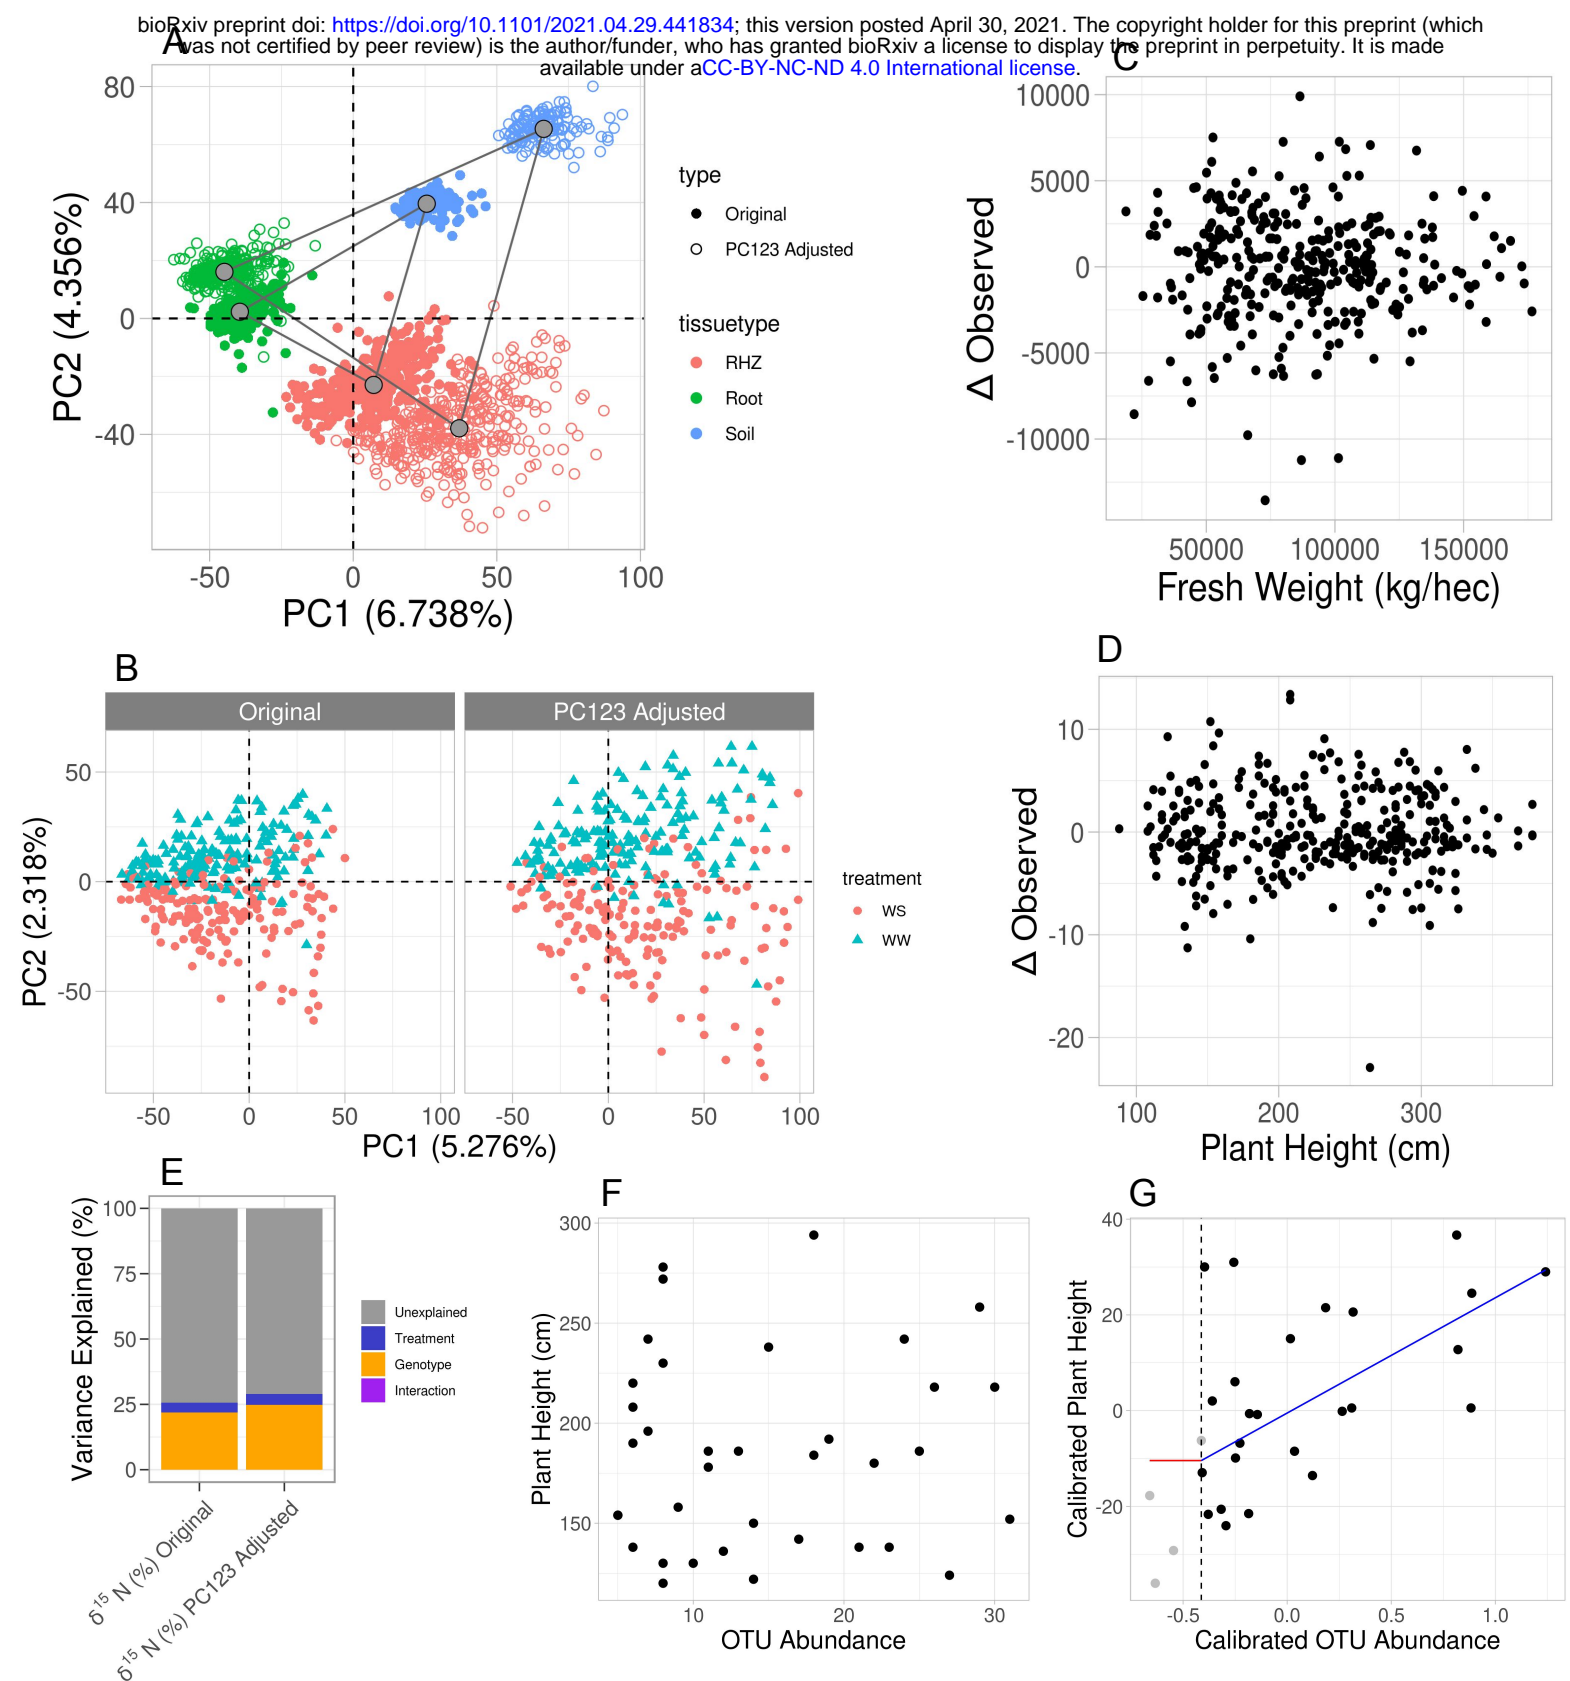 bioRxiv preprint doi: https://doi.org/10.1101/2021.04.29.441834; this version posted April 30, 2021. The copyright holder for this preprint (which
was not certified by peer review) is the author/funder, who has granted bioRxiv a license to display the preprint in perpetuity. It is made
available under aCC-BY-NC-ND 4.0 International license.
A
80
40
0
-40
PC2 (4.356%)
-50 0 50 100
PC1 (6.738%)
type
Original
PC123 Adjusted
tissuetype
RHZ
Root
Soil
C
10000
5000
0
-5000
-10000
Δ Observed
50000 100000 150000
Fresh Weight (kg/hec)
B
Original PC123 Adjusted
50
0
-50
PC2 (2.318%)
-50 0 50 100 -50 0 50 100
PC1 (5.276%)
treatment
WS
WW
D
10
0
-10
-20
Δ Observed
100 200 300
Plant Height (cm)
E
100
75
50
25
0
Variance Explained (%)
δ15 N (%) Original
δ15 N (%) PC123 Adjusted
Unexplained
Treatment
Genotype
Interaction
F
300
250
200
150
Plant Height (cm)
10 20 30
OTU Abundance
G
40
20
0
-20
Calibrated Plant Height
-0.5 0.0 0.5 1.0
Calibrated OTU Abundance